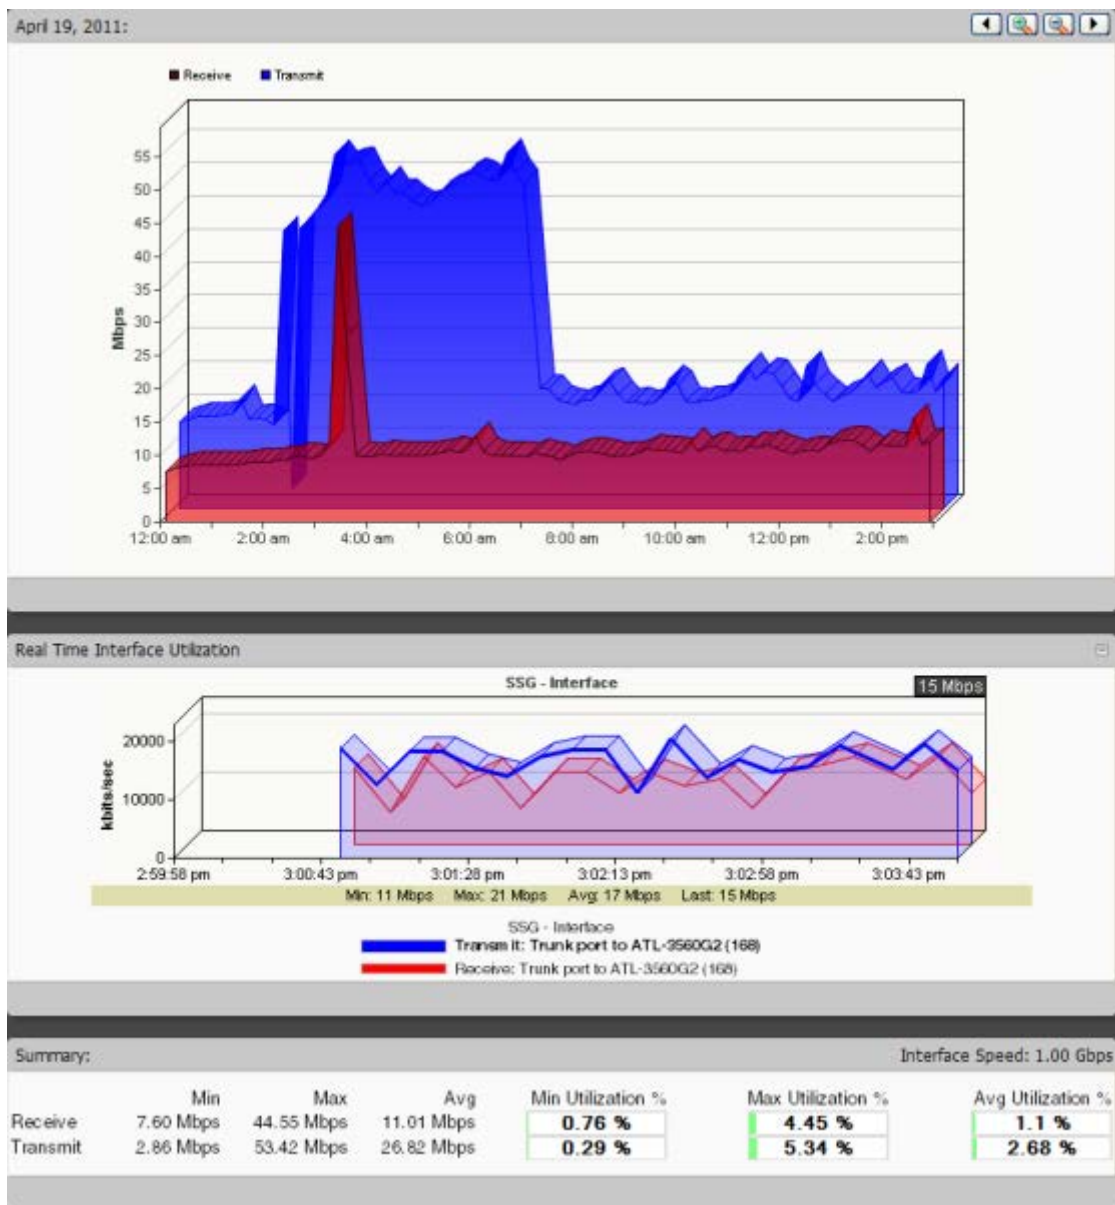 April 19, 2011:
Receive Transmit
Mbps
55
50
45
40
35
30
25
20
15
10
5
0
12:00 am 2:00 am 4:00 am 6:00 am 8:00 am 10:00 am 12:00 pm 2:00 pm
Real Time Interface Utilization
SSG - Interface
15 Mbps
kbits/sec
20000
10000
0
2:59:58 pm 3:00:43 pm 3:01:28 pm 3:02:13 pm 3:02:58 pm 3:03:43 pm
Min: 11 Mbps Max: 21 Mbps Avg: 17 Mbps Last: 15 Mbps
SSG - Interface
Transmit: Trunk port to ATL-3560G2 (168)
Receive: Trunk port to ATL-3560G2 (168)
Summary: Interface Speed: 1.00 Gbps
Min Max Avg Min Utilization % Max Utilization % Avg Utilization %
Receive 7.60 Mbps 44.55 Mbps 11.01 Mbps 0.76 % 4.45 % 1.1 %
Transmit 2.86 Mbps 53.42 Mbps 26.82 Mbps 0.29 % 5.34 % 2.68 %